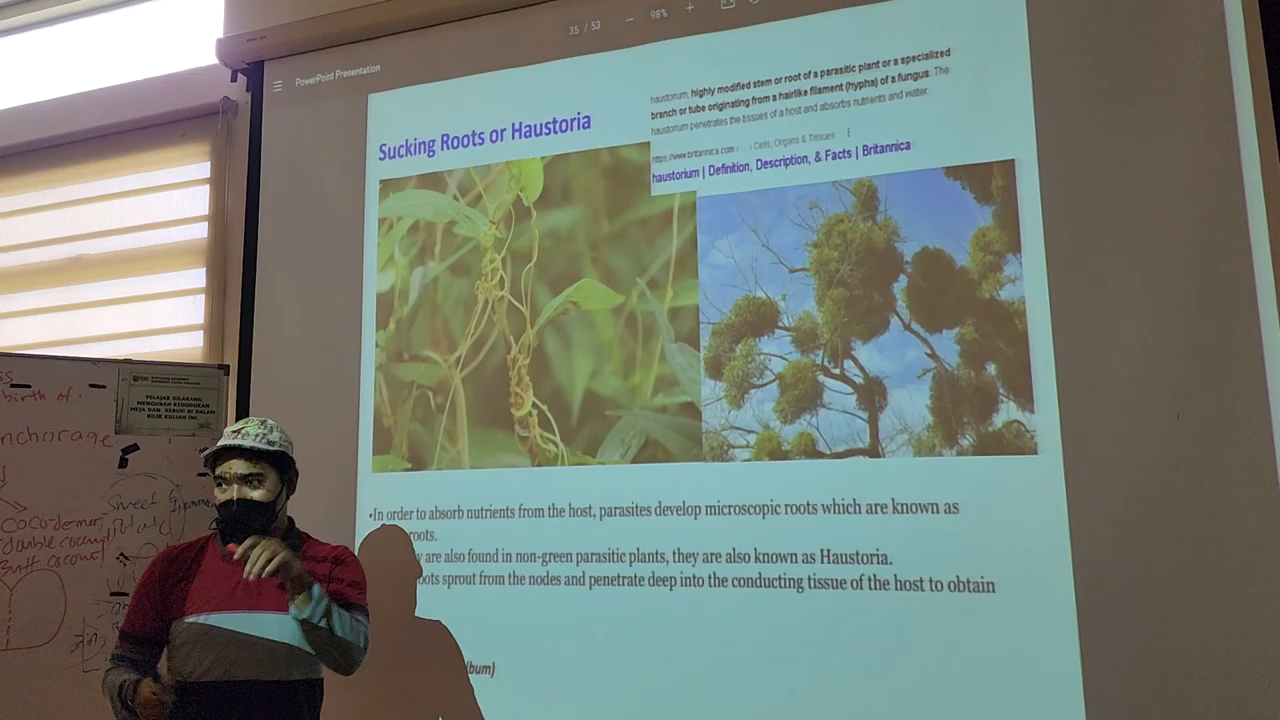 35 / 53
98%
PowerPoint Presentation
Sucking Roots or Haustoria
haustorium, highly modified stem or root of a parasitic plant or a specialized
branch or tube originating from a hairlike filament (hypha) of a fungus. The
haustorium penetrates the tissues of a host and absorbs nutrients and water.
https://www.britannica.com › ... › Cells, Organs & Tissues
haustorium | Definition, Description, & Facts | Britannica
•In order to absorb nutrients from the host, parasites develop microscopic roots which are known as
roots.
are also found in non-green parasitic plants, they are also known as Haustoria.
sprout from the nodes and penetrate deep into the conducting tissue of the host to obtain
PELAJAR DILARANG
MENGUBAH KEDUDUKAN
MEJA DAN KERUSI DI DALAM
BILIK KULIAH INI.
birth of
nchorage
Sweet
Potato
coco-demer
double coconut